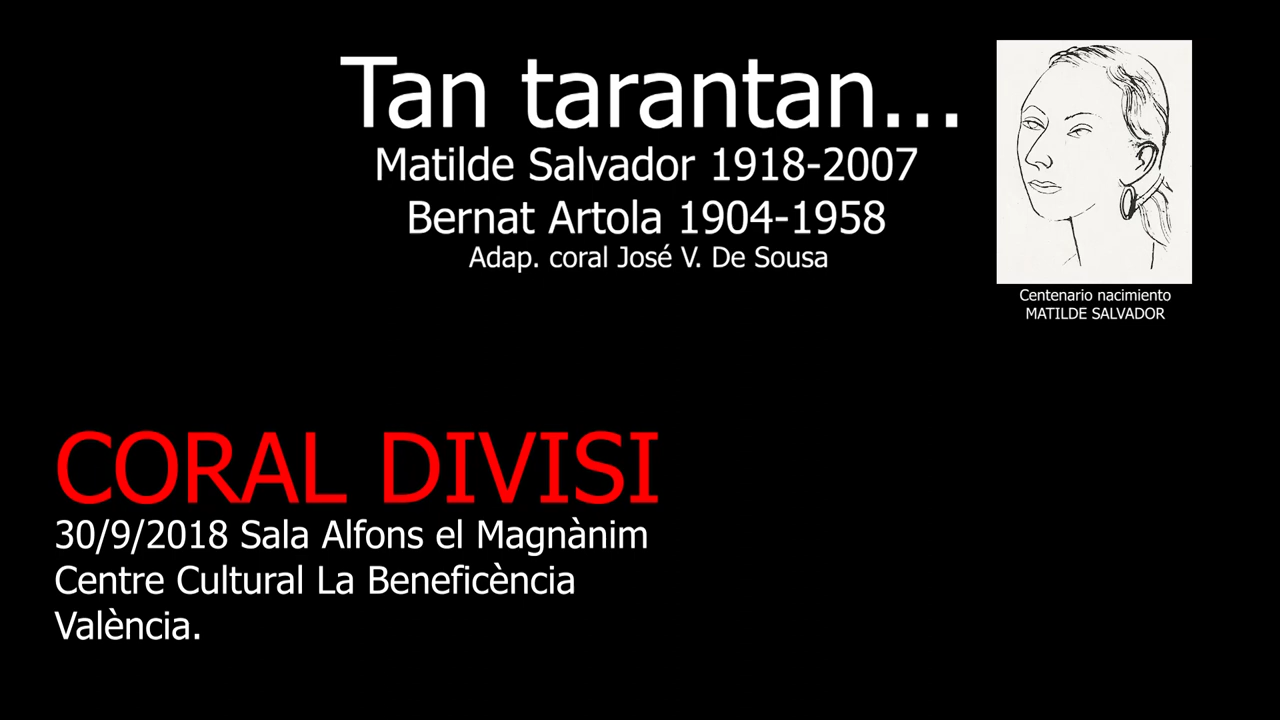 Tan tarantan...
Matilde Salvador 1918-2007
Bernat Artola 1904-1958
Adap. coral José V. De Sousa
Centenario nacimiento
MATILDE SALVADOR
CORAL DIVISI
30/9/2018 Sala Alfons el Magnànim
Centre Cultural La Beneficència
València.